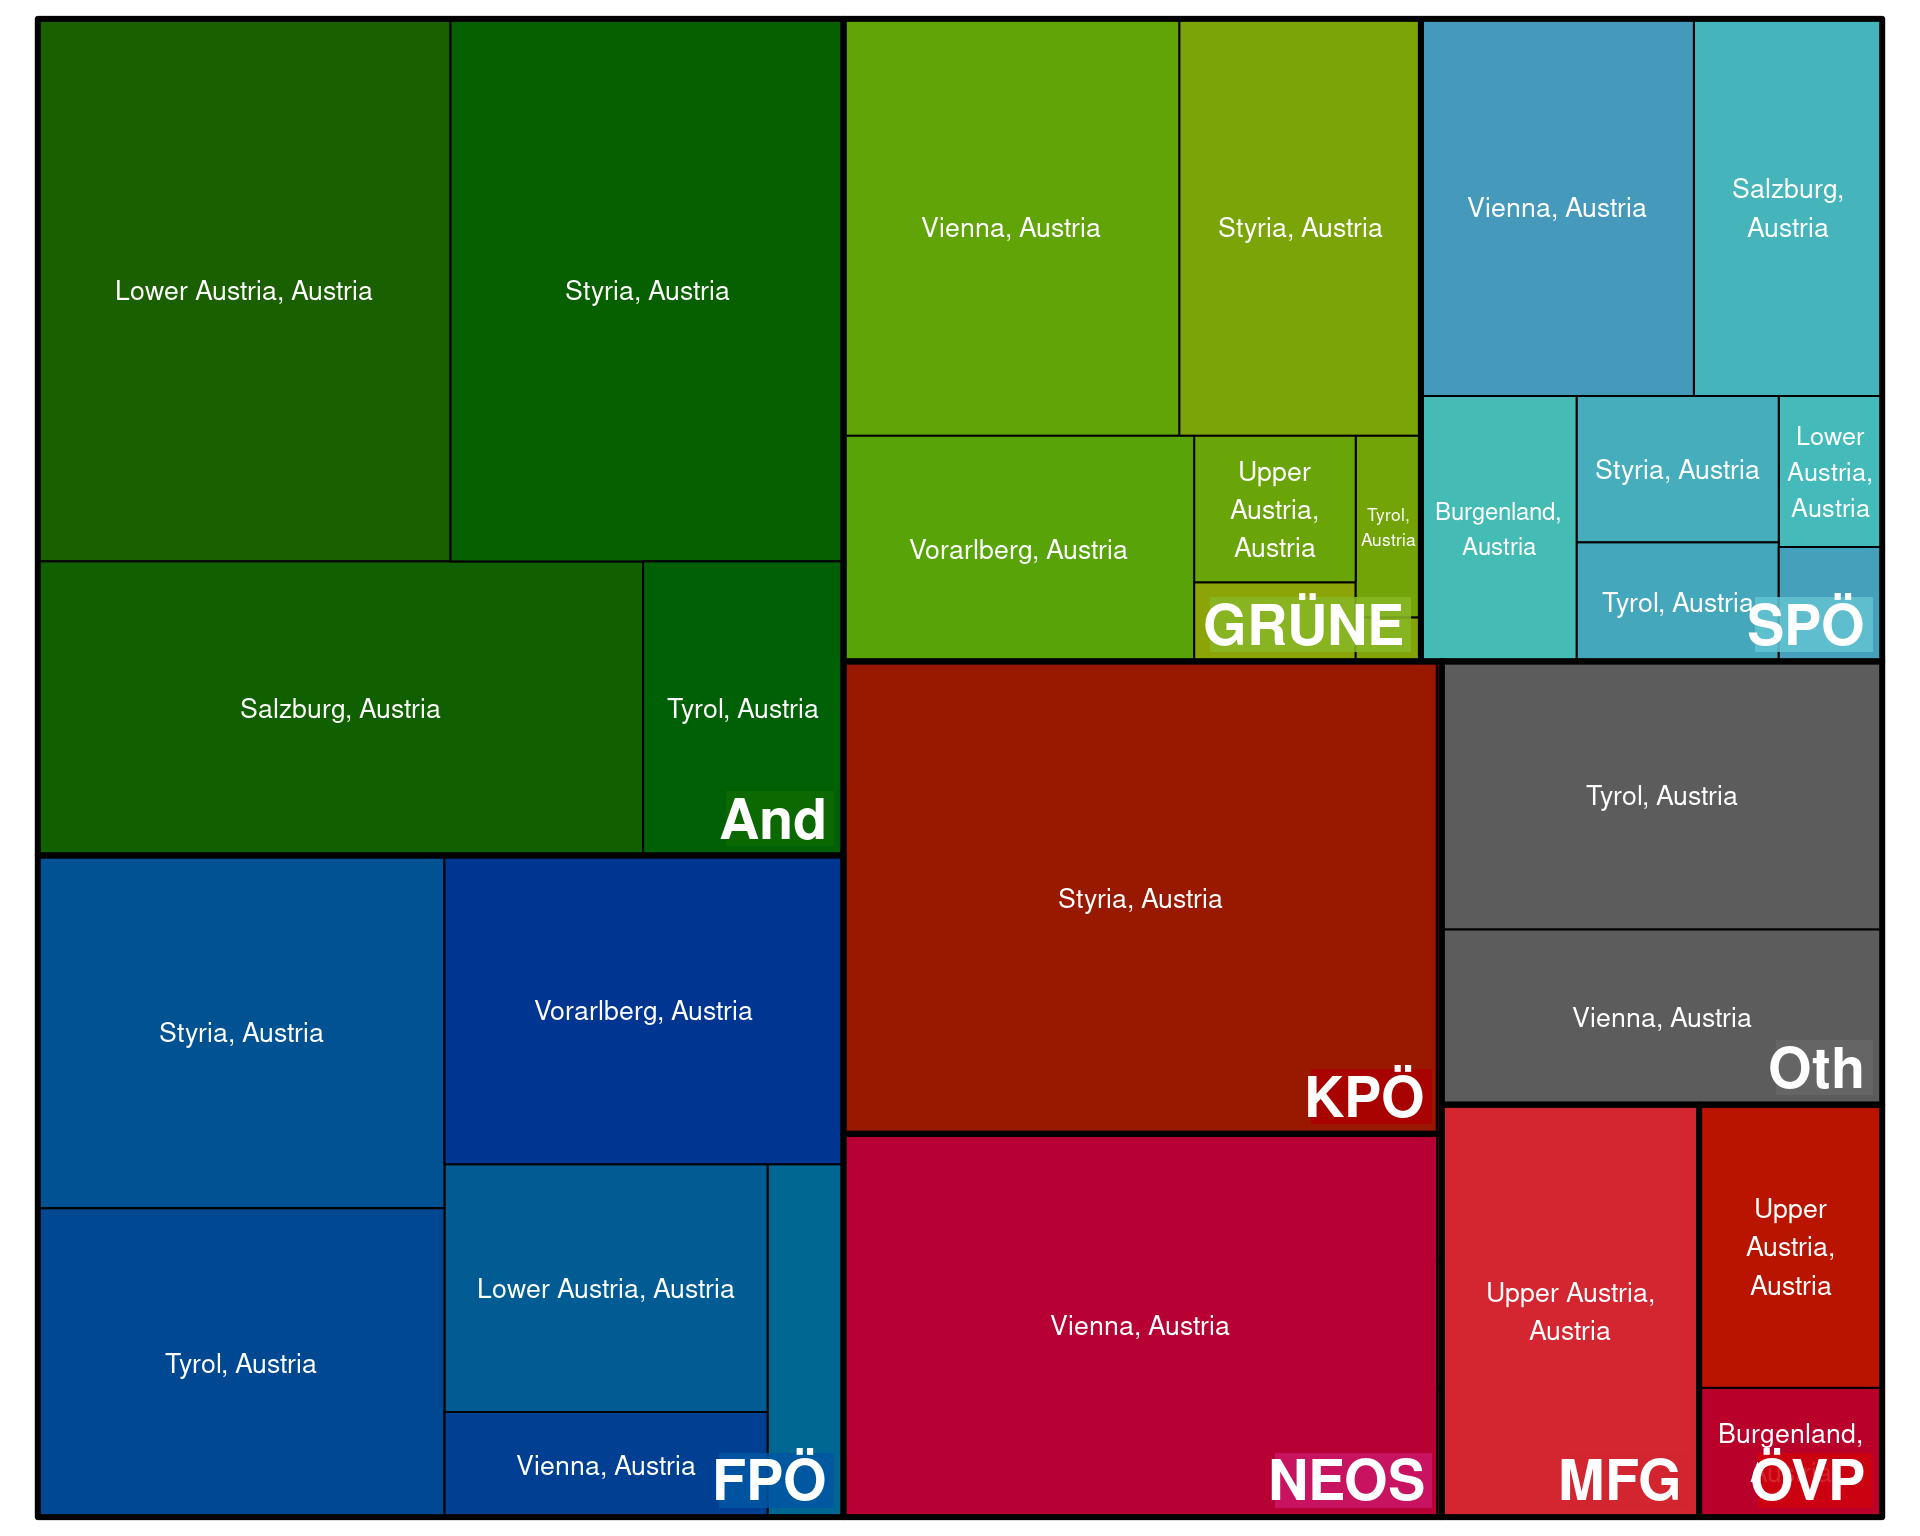 Lower Austria, Austria
Styria, Austria
Salzburg, Austria
Tyrol, Austria
And
Styria, Austria
Vorarlberg, Austria
Tyrol, Austria
Lower Austria, Austria
Vienna, Austria
FPÖ
Vienna, Austria
Styria, Austria
Vorarlberg, Austria
Upper
Austria,
Austria
Tyrol,
Austria
GRÜNE
Vienna, Austria
Salzburg,
Austria
Burgenland,
Austria
Styria, Austria
Lower
Austria,
Austria
Tyrol, Austria
SPÖ
Styria, Austria
KPÖ
Tyrol, Austria
Vienna, Austria
Oth
Vienna, Austria
NEOS
Upper Austria,
Austria
MFG
Upper
Austria,
Austria
Burgenland,
Austria
ÖVP